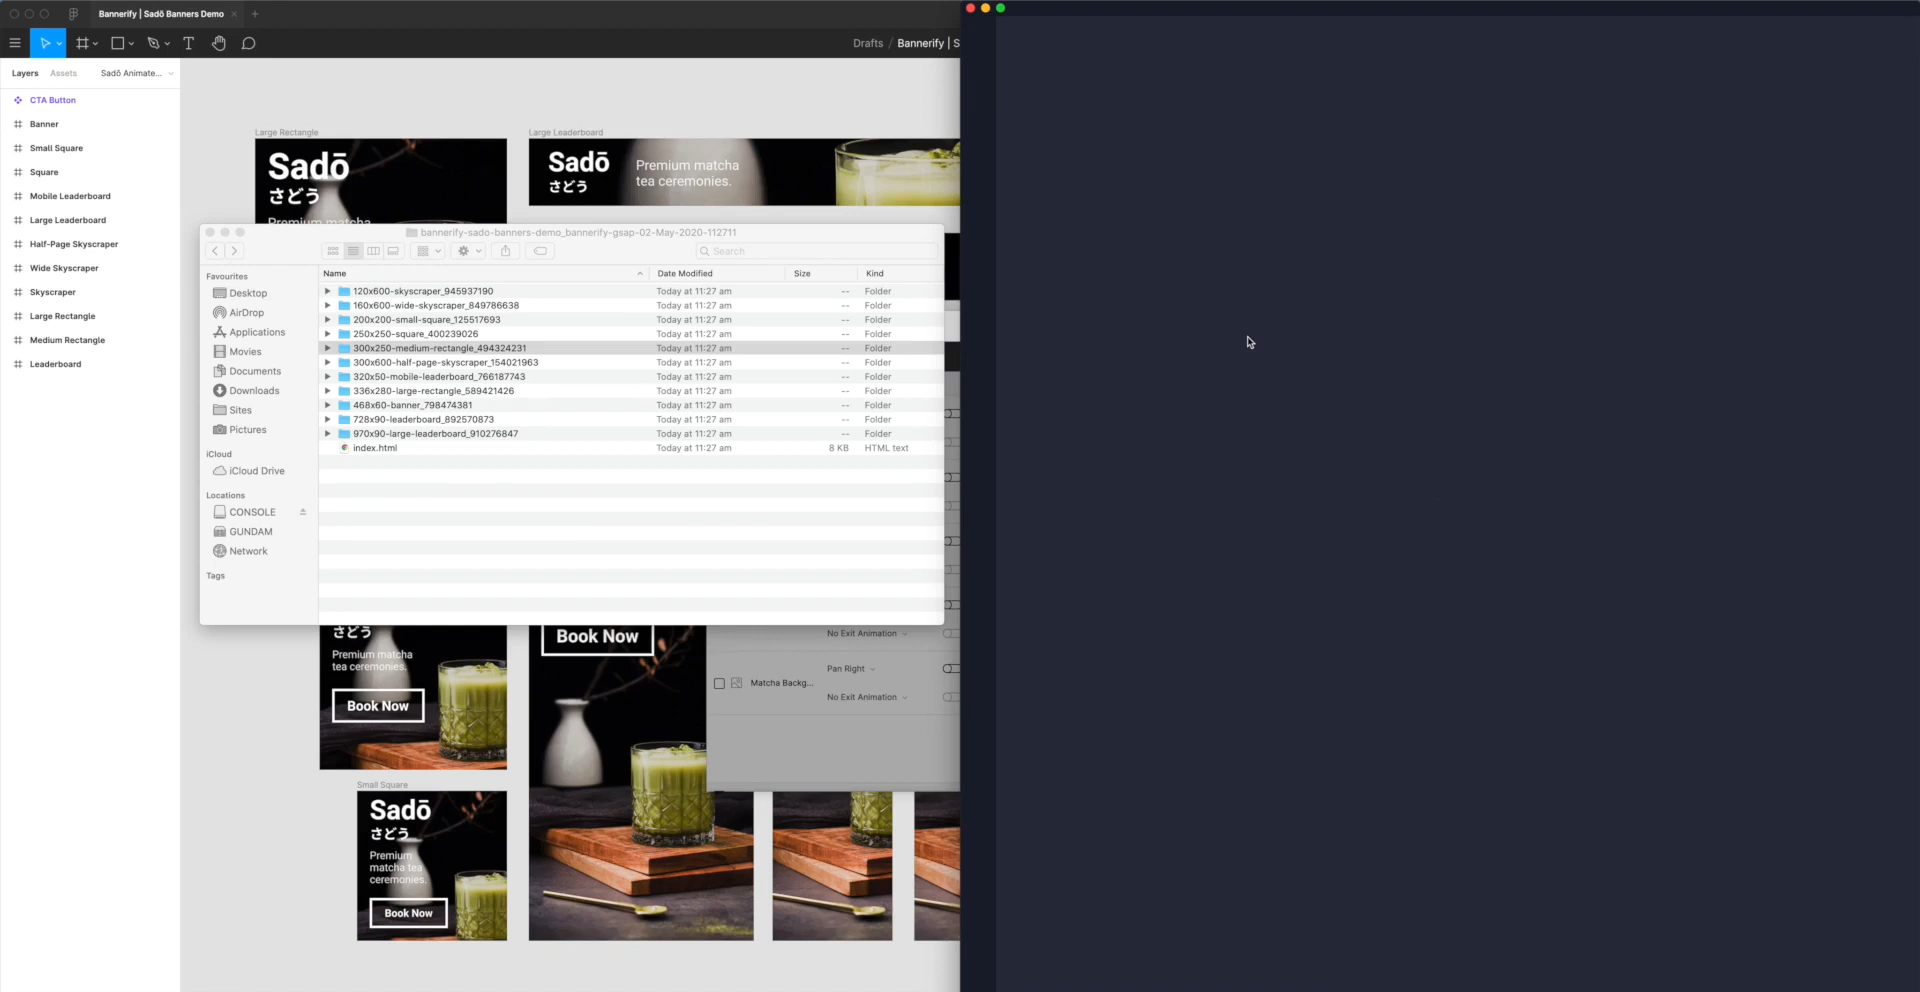 Bannerify | Sadō Banners Demo
Drafts / Bannerify | S
Layers
Assets
Sadō Animate...
CTA Button
Banner
Small Square
Square
Mobile Leaderboard
Large Leaderboard
Half-Page Skyscraper
Wide Skyscraper
Skyscraper
Large Rectangle
Medium Rectangle
Leaderboard
Large Rectangle
Sadō
さどう
Premium matcha
Large Leaderboard
Sadō
さどう
Premium matcha
tea ceremonies.
bannerify-sado-banners-demo_bannerify-gsap-02-May-2020-112711
Search
Favourites
Desktop
AirDrop
Applications
Movies
Documents
Downloads
Sites
Pictures
iCloud
iCloud Drive
Locations
CONSOLE
GUNDAM
Network
Tags
Name Date Modified Size Kind
120x600-skyscraper_945937190 Today at 11:27 am -- Folder
160x600-wide-skyscraper_849786638 Today at 11:27 am -- Folder
200x200-small-square_125517693 Today at 11:27 am -- Folder
250x250-square_400239026 Today at 11:27 am -- Folder
300x250-medium-rectangle_494324231 Today at 11:27 am -- Folder
300x600-half-page-skyscraper_154021963 Today at 11:27 am -- Folder
320x50-mobile-leaderboard_766187743 Today at 11:27 am -- Folder
336x280-large-rectangle_589421426 Today at 11:27 am -- Folder
468x60-banner_798474381 Today at 11:27 am -- Folder
728x90-leaderboard_892570873 Today at 11:27 am -- Folder
970x90-large-leaderboard_910276847 Today at 11:27 am -- Folder
index.html Today at 11:27 am 8 KB HTML text
さどう
Premium matcha
tea ceremonies.
Book Now
Book Now
No Exit Animation
Pan Right
Matcha Backg...
No Exit Animation
Small Square
Sadō
さどう
Premium
matcha tea
ceremonies.
Book Now